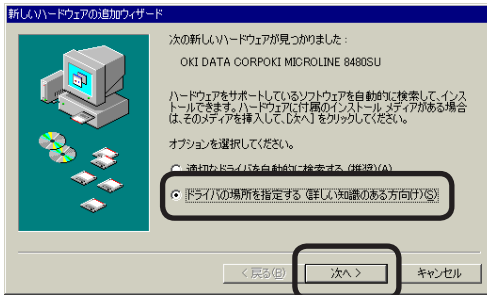 新しいハードウェアの追加ウィザード
次の新しいハードウェアが見つかりました :
OKI DATA CORPOKI MICROLINE 8480SU
ハードウェアをサポートしているソフトウェアを自動的に検索して、インス
トールできます。ハードウェアに付属のインストール メディアがある場合
は、そのメディアを挿入して、[次へ] をクリックしてください。
オプションを選択してください。
適切なドライバを自動的に検索する (推奨)(A)
ドライバの場所を指定する (詳しい知識のある方向け)(S)
< 戻る(B)
次へ >
キャンセル